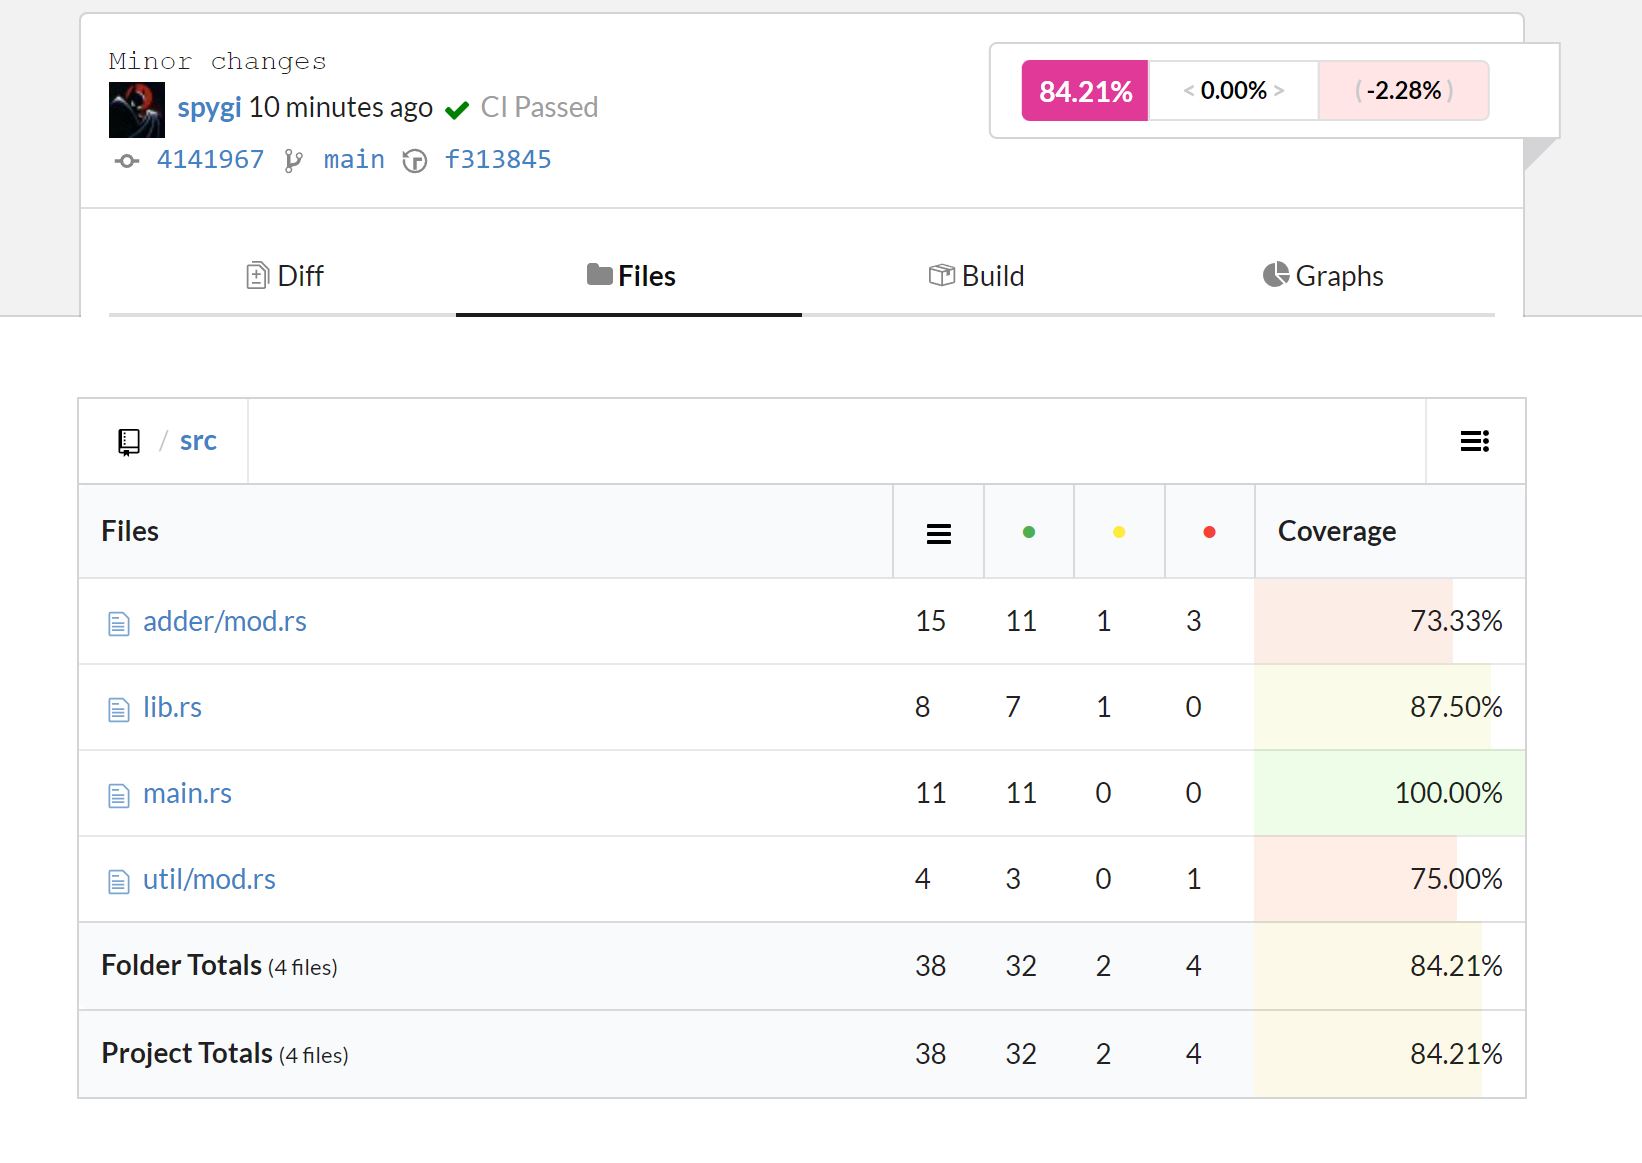 Minor changes
84.21% < 0.00% > ( -2.28% )
spygi 10 minutes ago CI Passed
4141967 main f313845
Diff Files Build Graphs
/ src
Files Coverage
adder/mod.rs 15 11 1 3 73.33%
lib.rs 8 7 1 0 87.50%
main.rs 11 11 0 0 100.00%
util/mod.rs 4 3 0 1 75.00%
Folder Totals (4 files) 38 32 2 4 84.21%
Project Totals (4 files) 38 32 2 4 84.21%